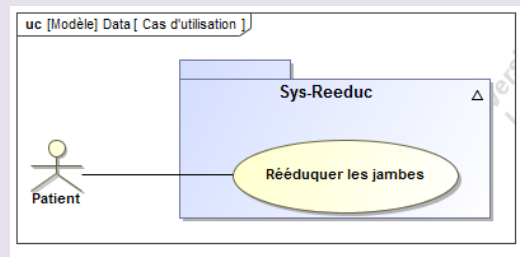 uc [Modèle] Data [ Cas d'utilisation ]
Sys-Reeduc
Rééduquer les jambes
Patient